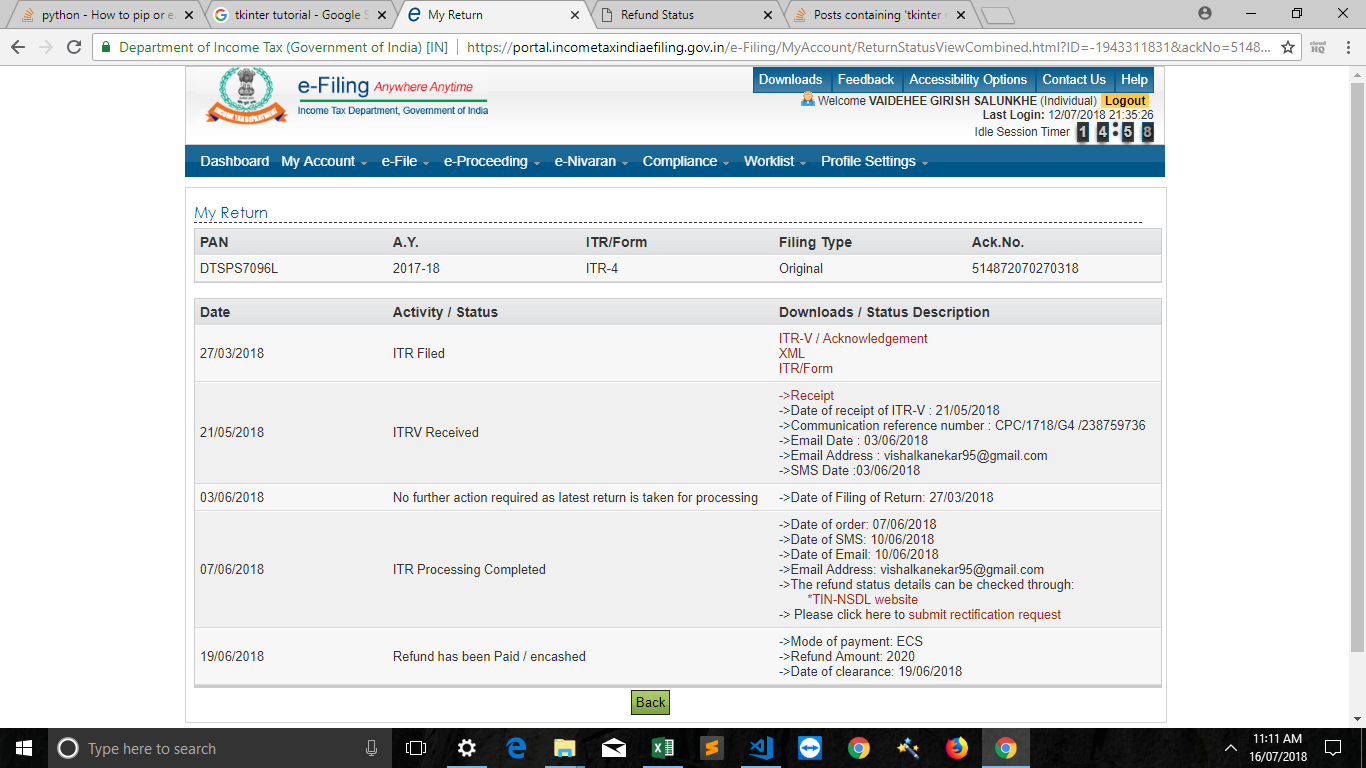 python - How to pip or ea
tkinter tutorial - Google S
My Return
Refund Status
Posts containing 'tkinter
Department of Income Tax (Government of India) [IN]
https://portal.incometaxindiaefiling.gov.in/e-Filing/MyAccount/ReturnStatusViewCombined.html?ID=-1943311831&ackNo=5148...
cloud
HQ
e-Filing Anywhere Anytime
Income Tax Department, Government of India
Downloads Feedback Accessibility Options Contact Us Help
Welcome VAIDEHEE GIRISH SALUNKHE (Individual) Logout
Last Login: 12/07/2018 21:35:26
Idle Session Timer 1 4 : 5 8
Dashboard My Account e-File e-Proceeding e-Nivaran Compliance Worklist Profile Settings
My Return
PAN A.Y. ITR/Form Filing Type Ack.No.
DTSPS7096L 2017-18 ITR-4 Original 514872070270318
Date Activity / Status Downloads / Status Description
27/03/2018 ITR Filed
ITR-V / Acknowledgement
XML
ITR/Form
21/05/2018 ITRV Received
->Receipt
->Date of receipt of ITR-V : 21/05/2018
->Communication reference number : CPC/1718/G4 /238759736
->Email Date : 03/06/2018
->Email Address : vishalkanekar95@gmail.com
->SMS Date :03/06/2018
03/06/2018 No further action required as latest return is taken for processing ->Date of Filing of Return: 27/03/2018
07/06/2018 ITR Processing Completed
->Date of order: 07/06/2018
->Date of SMS: 10/06/2018
->Date of Email: 10/06/2018
->Email Address: vishalkanekar95@gmail.com
->The refund status details can be checked through:
*TIN-NSDL website
-> Please click here to submit rectification request
19/06/2018 Refund has been Paid / encashed
->Mode of payment: ECS
->Refund Amount: 2020
->Date of clearance: 19/06/2018
Back
Type here to search
11:11 AM
16/07/2018